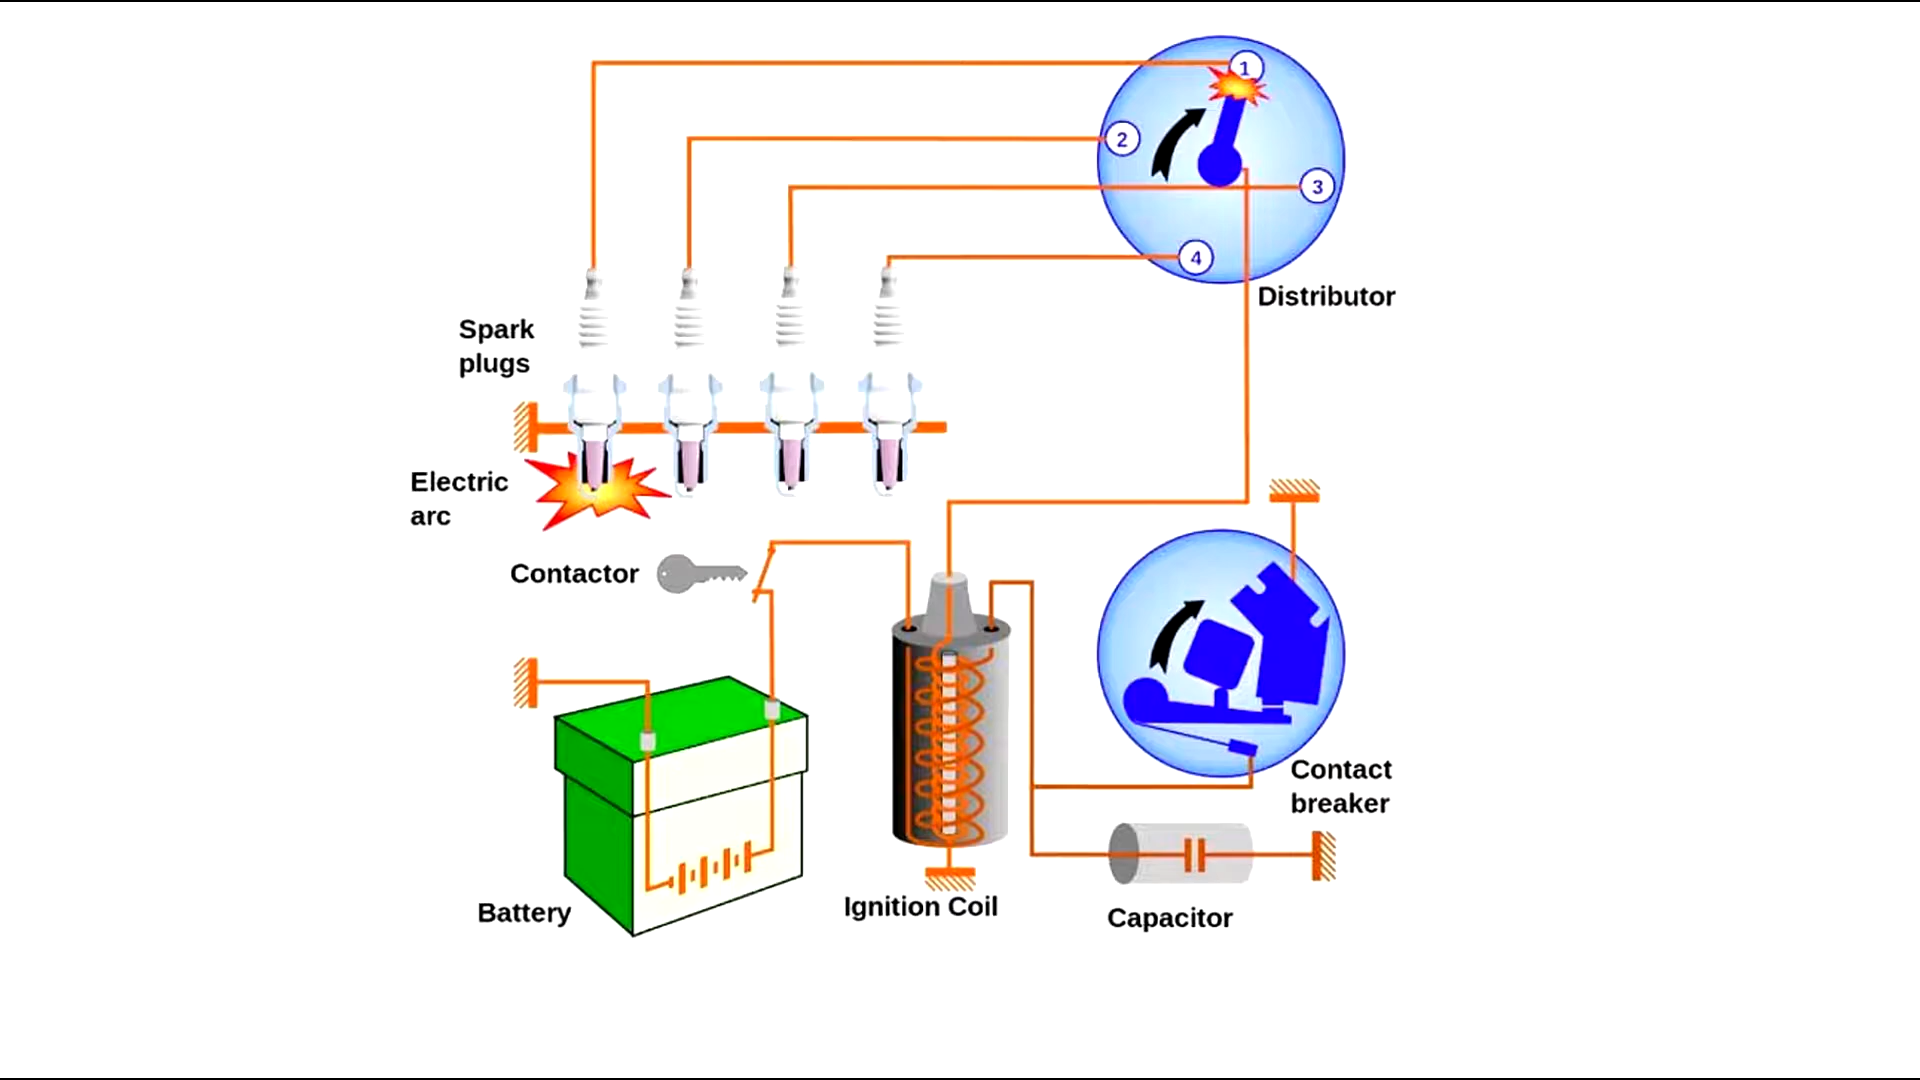 1
2
3
4
Distributor
Spark
plugs
Electric
arc
Contactor
Contact
breaker
Battery
Ignition Coil
Capacitor